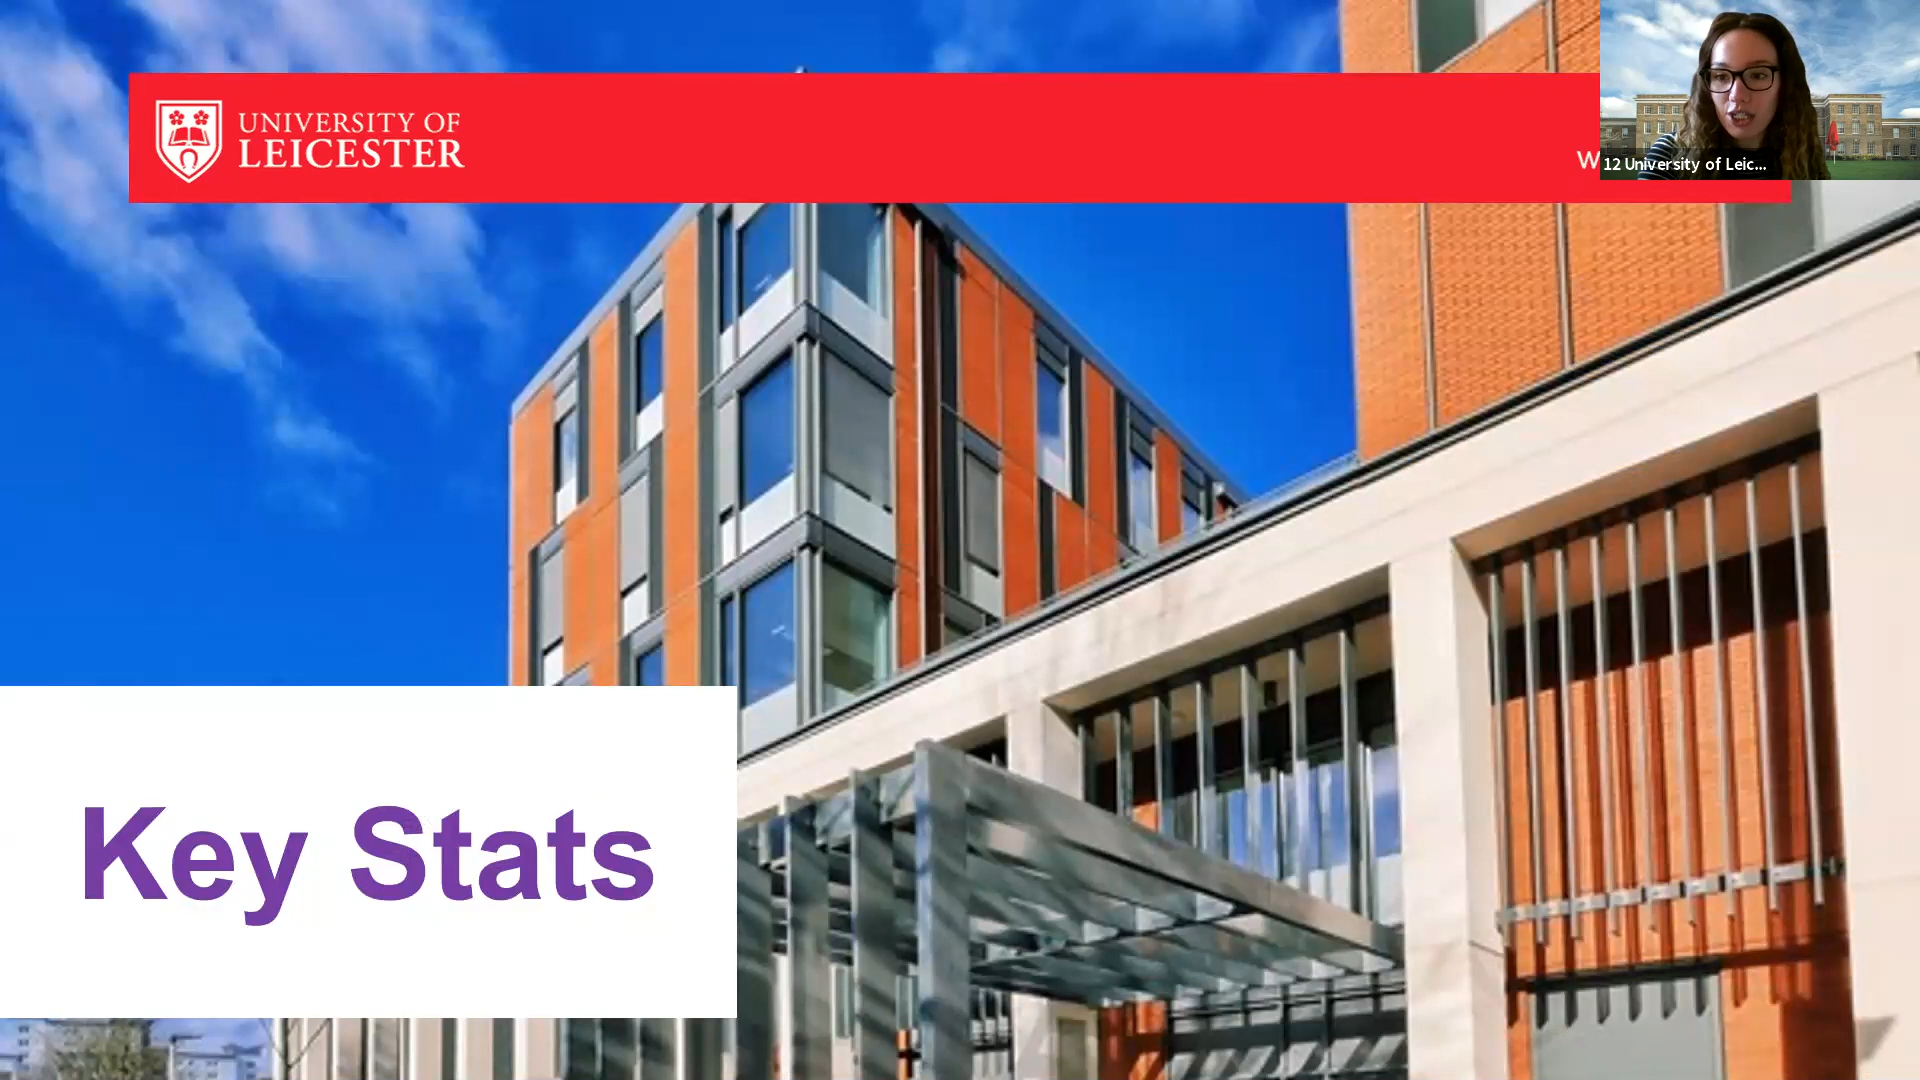 UNIVERSITY OF
LEICESTER
W
12 University of Leic...
Key Stats